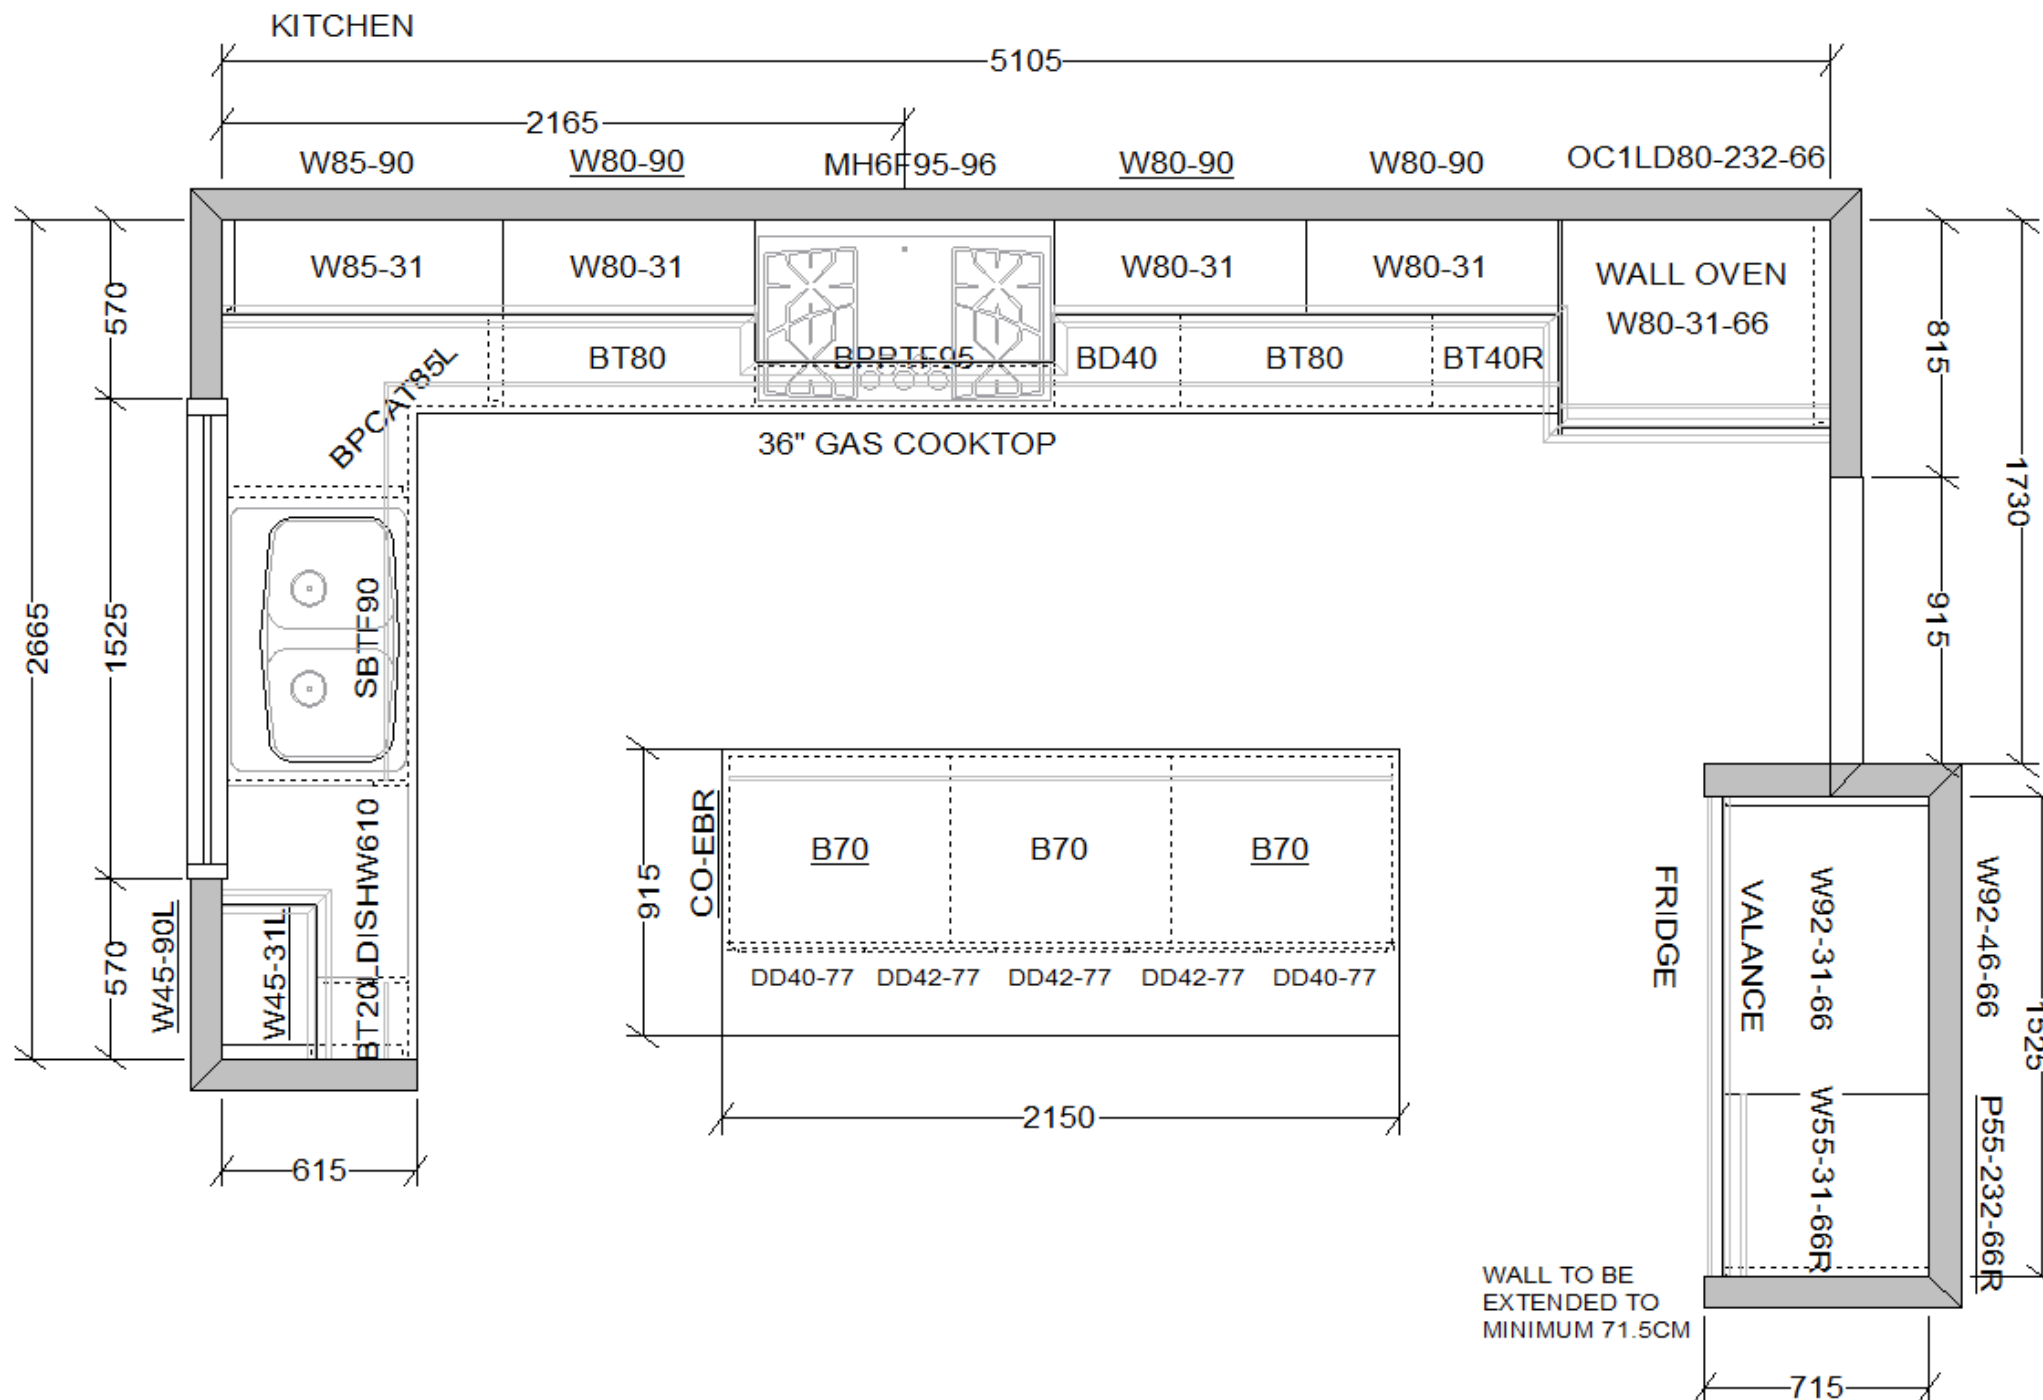 KITCHEN
5105
2165
W85-90
W80-90
MH6F95-96
W80-90
W80-90
OC1LD80-232-66
W85-31
W80-31
W80-31
W80-31
WALL OVEN
W80-31-66
BPCAT85L
BT80
BPPTF95
BD40
BT80
BT40R
36" GAS COOKTOP
570
1525
570
2665
815
1730
915
SBTF90
BT20LDISHW610
W45-90L
W45-31L
615
915
CO-EBR
B70
B70
B70
DD40-77
DD42-77
DD42-77
DD42-77
DD40-77
2150
FRIDGE
VALANCE
W92-31-66
W92-46-66
1525
W55-31-66R
P55-232-66R
WALL TO BE
EXTENDED TO
MINIMUM 71.5CM
715